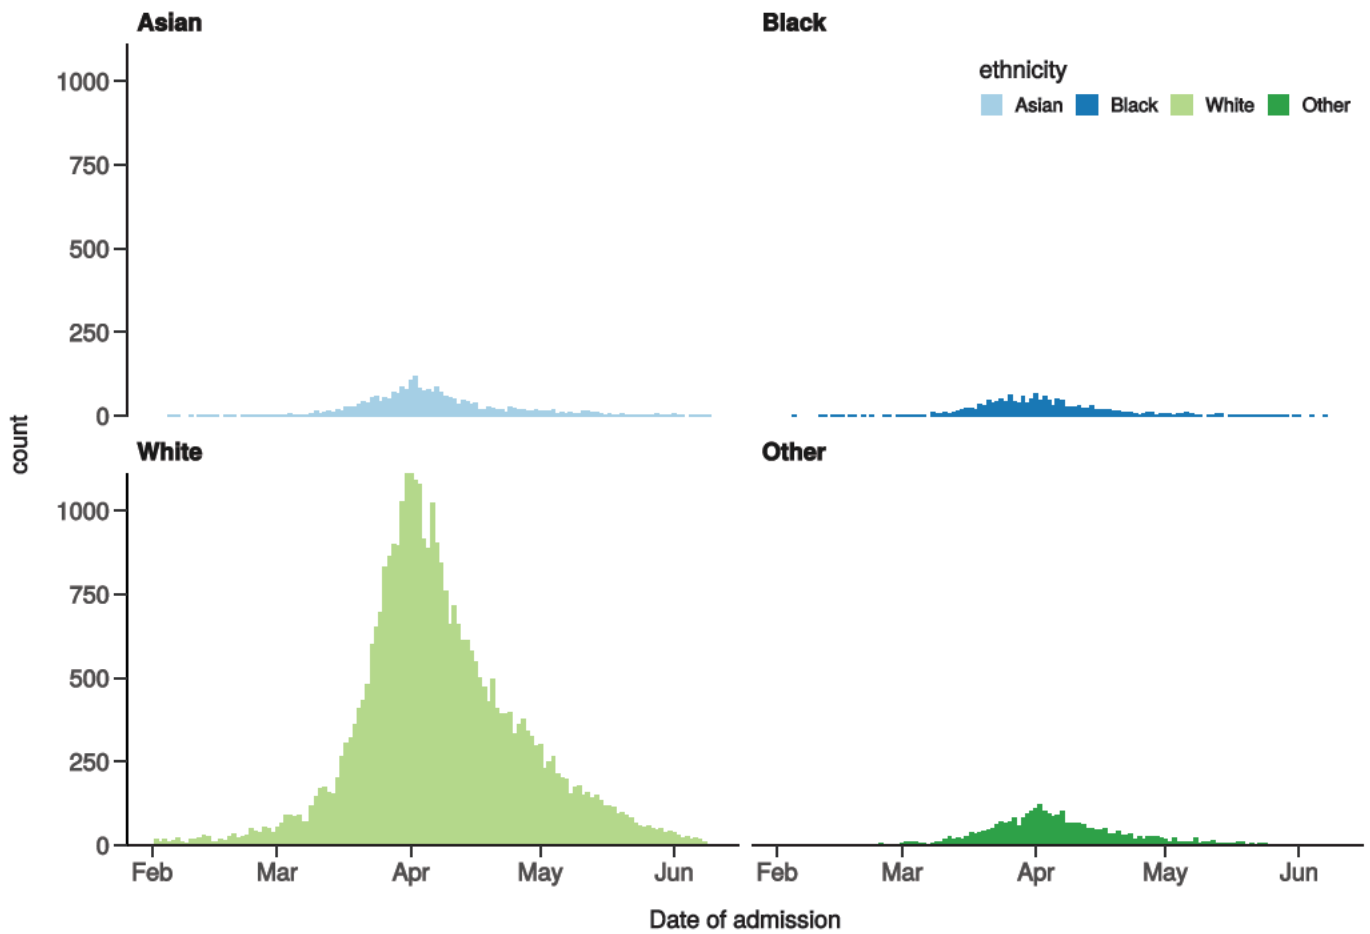 Asian
Black
ethnicity
Asian Black White Other
1000
750
500
250
0
count
White
Other
1000
750
500
250
0
Feb Mar Apr May Jun
Feb Mar Apr May Jun
Date of admission